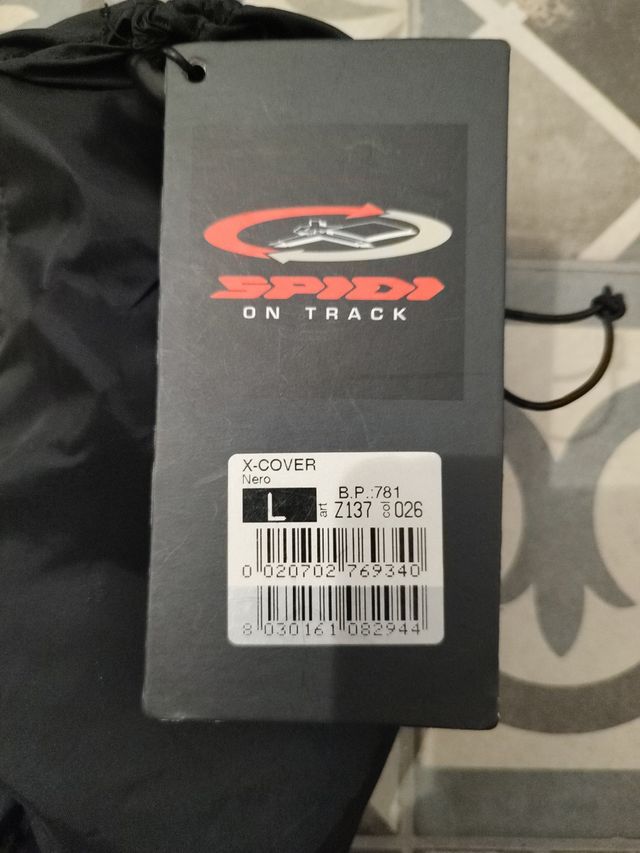 SPIDI
ON TRACK
X-COVER
Nero
L
B.P.:781
art Z137 col 026
0 020702 769340
8 030161 082944